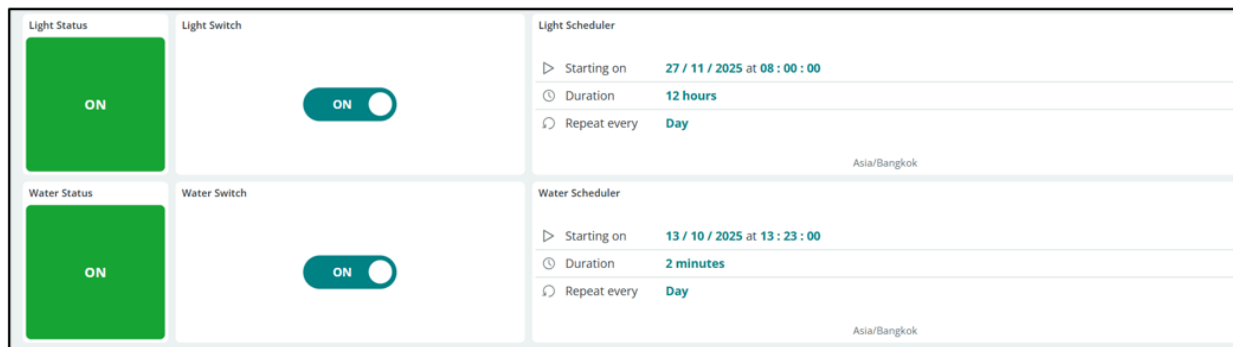 Light Status
Light Switch
Light Scheduler
ON
ON
Starting on 27 / 11 / 2025 at 08 : 00 : 00
Duration 12 hours
Repeat every Day
Asia/Bangkok
Water Status
Water Switch
Water Scheduler
ON
ON
Starting on 13 / 10 / 2025 at 13 : 23 : 00
Duration 2 minutes
Repeat every Day
Asia/Bangkok